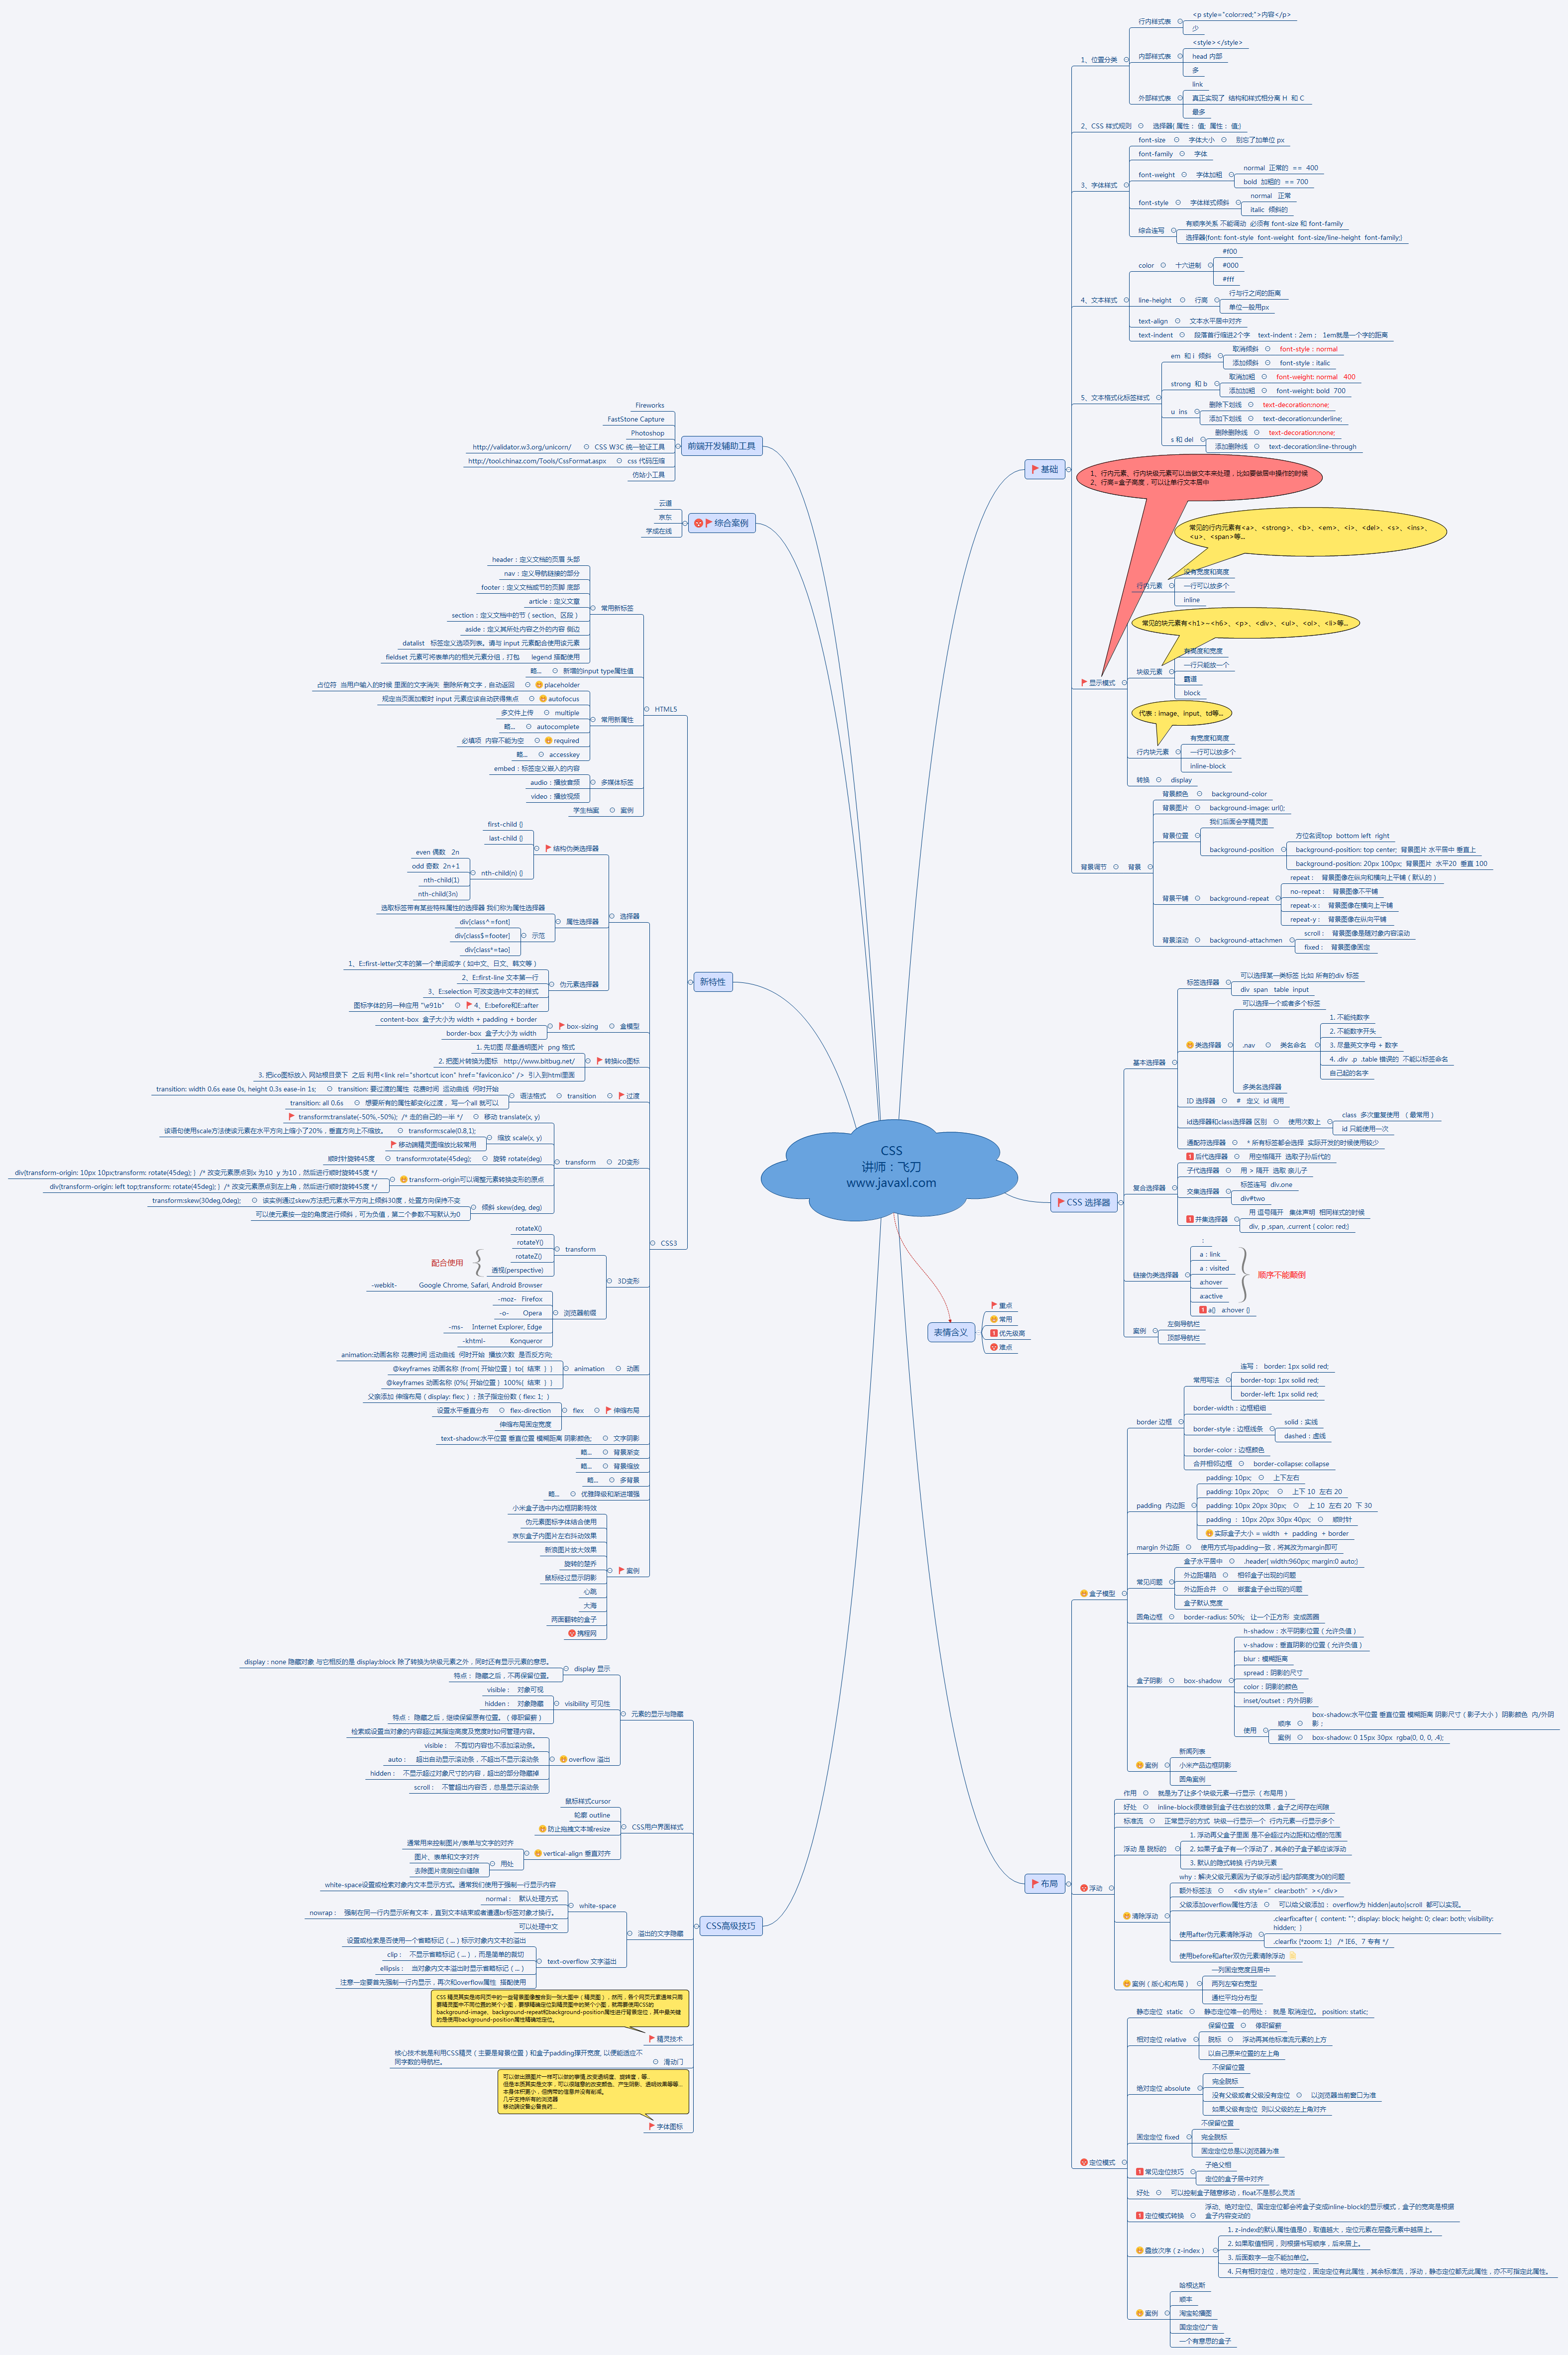 CSS
讲师：飞刀
www.javaxl.com
基础
1、位置分类
行内样式表
<p style="color:red;">内容</p>
少
内部样式表
<style></style>
head 内部
多
外部样式表
link
真正实现了 结构和样式相分离 H 和 C
最多
2、CSS 样式规则
选择器{ 属性： 值; 属性： 值;}
3、字体样式
font-size
字体大小
别忘了加单位 px
font-family
字体
font-weight
字体加粗
normal 正常的 == 400
bold 加粗的 == 700
font-style
字体样式倾斜
normal 正常
italic 倾斜的
综合连写
有顺序关系 不能调动 必须有 font-size 和 font-family
选择器{font: font-style font-weight font-size/line-height font-family;}
4、文本样式
color
十六进制
#f00
#000
#fff
line-height
行高
行与行之间的距离
单位一般用px
text-align
文本水平居中对齐
text-indent
段落首行缩进2个字 text-indent：2em； 1em就是一个字的距离
5、文本格式化标签样式
em 和 i 倾斜
取消倾斜
font-style：normal
添加倾斜
font-style：italic
strong 和 b
取消加粗
font-weight: normal 400
添加加粗
font-weight: bold 700
u ins
删除下划线
text-decoration:none;
添加下划线
text-decoration:underline;
s 和 del
删除删除线
text-decoration:none;
添加删除线
text-decoration:line-through
1、行内元素、行内块级元素可以当做文本来处理，比如要做居中操作的时候
2、行高=盒子高度，可以让单行文本居中
显示模式
常见的行内元素有<a>、<strong>、<b>、<em>、<i>、<del>、<s>、<ins>、
<u>、<span>等...
行内元素
没有宽度和高度
一行可以放多个
inline
常见的块元素有<h1>~<h6>、<p>、<div>、<ul>、<ol>、<li>等...
块级元素
有高度和宽度
一行只能放一个
霸道
block
代表：image、input、td等...
行内块元素
有宽度和高度
一行可以放多个
inline-block
转换
display
背景调节
背景
背景颜色
background-color
背景图片
background-image: url();
背景位置
我们后面会学精灵图
background-position
方位名词top bottom left right
background-position: top center; 背景图片 水平居中 垂直上
background-position: 20px 100px; 背景图片 水平20 垂直 100
背景平铺
background-repeat
repeat： 背景图像在纵向和横向上平铺（默认的）
no-repeat： 背景图像不平铺
repeat-x： 背景图像在横向上平铺
repeat-y： 背景图像在纵向平铺
背景滚动
background-attachmen
scroll： 背景图像是随对象内容滚动
fixed： 背景图像固定
CSS 选择器
基本选择器
标签选择器
可以选择某一类标签 比如 所有的div 标签
div span table input
类选择器
可以选择一个或者多个标签
.nav
类名命名
1. 不能纯数字
2. 不能数字开头
3. 尽量英文字母 + 数字
4. .div .p .table 错误的 不能以标签命名
自己起的名字
多类名选择器
ID 选择器
# 定义 id 调用
id选择器和class选择器 区别
使用次数上
class 多次重复使用 （最常用）
id 只能使用一次
通配符选择器
* 所有标签都会选择 实际开发的时候使用较少
复合选择器
后代选择器
用空格隔开 选取子孙后代的
子代选择器
用 > 隔开 选取 亲儿子
交集选择器
标签连写 div.one
div#two
并集选择器
用 逗号隔开 集体声明 相同样式的时候
div, p ,span, .current { color: red;}
链接伪类选择器
：
a：link
a：visited
a:hover
a:active
a{} a:hover {}
顺序不能颠倒
案例
左侧导航栏
顶部导航栏
表情含义
重点
常用
优先级高
难点
布局
盒子模型
border 边框
常用写法
连写： border: 1px solid red;
border-top: 1px solid red;
border-left: 1px solid red;
border-width：边框粗细
border-style：边框线条
solid：实线
dashed：虚线
border-color：边框颜色
合并相邻边框
border-collapse: collapse
padding 内边距
padding: 10px;
上下左右
padding: 10px 20px;
上下 10 左右 20
padding: 10px 20px 30px;
上 10 左右 20 下 30
padding ：10px 20px 30px 40px;
顺时针
实际盒子大小 = width + padding + border
margin 外边距
使用方式与padding一致，将其改为margin即可
常见问题
盒子水平居中
.header{ width:960px; margin:0 auto;}
外边距塌陷
相邻盒子出现的问题
外边距合并
嵌套盒子会出现的问题
盒子默认宽度
圆角边框
border-radius: 50%; 让一个正方形 变成圆圈
盒子阴影
box-shadow
h-shadow：水平阴影位置（允许负值）
v-shadow：垂直阴影的位置（允许负值）
blur：模糊距离
spread：阴影的尺寸
color：阴影的颜色
inset/outset：内外阴影
使用
顺序
box-shadow:水平位置 垂直位置 模糊距离 阴影尺寸（影子大小） 阴影颜色 内/外阴
影；
案例
box-shadow: 0 15px 30px rgba(0, 0, 0, .4);
案例
新闻列表
小米产品边框阴影
圆角案例
浮动
作用
就是为了让多个块级元素一行显示 （布局用）
好处
inline-block很难做到盒子往右放的效果，盒子之间存在间隙
标准流
正常显示的方式 块级一行显示一个 行内元素一行显示多个
浮动 是 脱标的
1. 浮动再父盒子里面 是不会超过内边距和边框的范围
2. 如果子盒子有一个浮动了，其余的子盒子都应该浮动
3. 默认的隐式转换 行内块元素
清除浮动
why：解决父级元素因为子级浮动引起内部高度为0的问题
额外标签法
<div style=" clear:both" ></div>
父级添加overflow属性方法
可以给父级添加： overflow为 hidden|auto|scroll 都可以实现。
使用after伪元素清除浮动
.clearfix:after { content: ""; display: block; height: 0; clear: both; visibility:
hidden; }
.clearfix {*zoom: 1;} /* IE6、7 专有 */
使用before和after双伪元素清除浮动
案例（版心和布局）
一列固定宽度且居中
两列左窄右宽型
通栏平均分布型
定位模式
静态定位 static
静态定位唯一的用处： 就是 取消定位。 position: static;
相对定位 relative
保留位置
停职留薪
脱标
浮动再其他标准流元素的上方
以自己原来位置的左上角
绝对定位 absolute
不保留位置
完全脱标
没有父级或者父级没有定位
以浏览器当前窗口为准
如果父级有定位 则以父级的左上角对齐
固定定位 fixed
不保留位置
完全脱标
固定定位总是以浏览器为准
常见定位技巧
子绝父相
定位的盒子居中对齐
好处
可以控制盒子随意移动，float不是那么灵活
定位模式转换
浮动、绝对定位、固定定位都会将盒子变成inline-block的显示模式，盒子的宽高是根据
盒子内容变动的
叠放次序（z-index）
1. z-index的默认属性值是0，取值越大，定位元素在层叠元素中越居上。
2. 如果取值相同，则根据书写顺序，后来居上。
3. 后面数字一定不能加单位。
4. 只有相对定位，绝对定位，固定定位有此属性，其余标准流，浮动，静态定位都无此属性，亦不可指定此属性。
案例
哈根达斯
顺丰
淘宝轮播图
固定定位广告
一个有意思的盒子
前端开发辅助工具
Fireworks
FastStone Capture
Photoshop
http://validator.w3.org/unicorn/
CSS W3C 统一验证工具
http://tool.chinaz.com/Tools/CssFormat.aspx
css 代码压缩
仿站小工具
综合案例
云道
京东
学成在线
新特性
HTML5
常用新标签
header：定义文档的页眉 头部
nav：定义导航链接的部分
footer：定义文档或节的页脚 底部
article：定义文章
section：定义文档中的节（section、区段）
aside：定义其所处内容之外的内容 侧边
datalist 标签定义选项列表。请与 input 元素配合使用该元素
fieldset 元素可将表单内的相关元素分组，打包 legend 搭配使用
略...
新增的input type属性值
常用新属性
占位符 当用户输入的时候 里面的文字消失 删除所有文字，自动返回
placeholder
规定当页面加载时 input 元素应该自动获得焦点
autofocus
多文件上传
multiple
略...
autocomplete
必填项 内容不能为空
required
略...
accesskey
多媒体标签
embed：标签定义嵌入的内容
audio：播放音频
video：播放视频
学生档案
案例
CSS3
选择器
结构伪类选择器
first-child {}
last-child {}
nth-child(n) {}
even 偶数 2n
odd 奇数 2n+1
nth-child(1)
nth-child(3n)
属性选择器
选取标签带有某些特殊属性的选择器 我们称为属性选择器
示范
div[class^=font]
div[class$=footer]
div[class*=tao]
伪元素选择器
1、E::first-letter文本的第一个单词或字（如中文、日文、韩文等）
2、E::first-line 文本第一行
3、E::selection 可改变选中文本的样式
图标字体的另一种应用 "\e91b"
4、E::before和E::after
盒模型
box-sizing
content-box 盒子大小为 width + padding + border
border-box 盒子大小为 width
转换ico图标
1. 先切图 尽量透明图片 png 格式
2. 把图片转换为图标 http://www.bitbug.net/
3. 把ico图标放入 网站根目录下 之后 利用<link rel="shortcut icon" href="favicon.ico" /> 引入到html里面
过渡
transition
语法格式
transition: width 0.6s ease 0s, height 0.3s ease-in 1s;
transition: 要过渡的属性 花费时间 运动曲线 何时开始
transition: all 0.6s
想要所有的属性都变化过渡， 写一个all 就可以
2D变形
transform
transform:translate(-50%,-50%); /* 走的自己的一半 */
移动 translate(x, y)
该语句使用scale方法使该元素在水平方向上缩小了20%，垂直方向上不缩放。
transform:scale(0.8,1);
缩放 scale(x, y)
移动端精灵图缩放比较常用
顺时针旋转45度
transform:rotate(45deg);
旋转 rotate(deg)
div{transform-origin: 10px 10px;transform: rotate(45deg); } /* 改变元素原点到x 为10 y 为10，然后进行顺时旋转45度 */
transform-origin可以调整元素转换变形的原点
div{transform-origin: left top;transform: rotate(45deg); } /* 改变元素原点到左上角，然后进行顺时旋转45度 */
transform:skew(30deg,0deg);
该实例通过skew方法把元素水平方向上倾斜30度，处置方向保持不变
倾斜 skew(deg, deg)
可以使元素按一定的角度进行倾斜，可为负值，第二个参数不写默认为0
3D变形
transform
rotateX()
rotateY()
rotateZ()
透视(perspective)
配合使用
浏览器前缀
-webkit- Google Chrome, Safari, Android Browser
-moz- Firefox
-o- Opera
-ms- Internet Explorer, Edge
-khtml- Konqueror
动画
animation
animation:动画名称 花费时间 运动曲线 何时开始 播放次数 是否反方向;
@keyframes 动画名称 {from{ 开始位置 } to{ 结束 } }
@keyframes 动画名称 {0%{ 开始位置 } 100%{ 结束 } }
伸缩布局
flex
父亲添加 伸缩布局（display: flex; ）；孩子指定份数（flex: 1; ）
设置水平垂直分布
flex-direction
伸缩布局固定宽度
text-shadow:水平位置 垂直位置 模糊距离 阴影颜色;
文字阴影
略...
背景渐变
略...
背景缩放
略...
多背景
略...
优雅降级和渐进增强
案例
小米盒子选中内边框阴影特效
伪元素图标字体结合使用
京东盒子内图片左右抖动效果
新浪图片放大效果
旋转的楚乔
鼠标经过显示阴影
心跳
大海
两面翻转的盒子
携程网
CSS高级技巧
元素的显示与隐藏
display 显示
display : none 隐藏对象 与它相反的是 display:block 除了转换为块级元素之外，同时还有显示元素的意思。
特点： 隐藏之后，不再保留位置。
visibility 可见性
visible： 对象可视
hidden： 对象隐藏
特点： 隐藏之后，继续保留原有位置。（停职留薪）
overflow 溢出
检索或设置当对象的内容超过其指定高度及宽度时如何管理内容。
visible： 不剪切内容也不添加滚动条。
auto： 超出自动显示滚动条，不超出不显示滚动条
hidden： 不显示超过对象尺寸的内容，超出的部分隐藏掉
scroll： 不管超出内容否，总是显示滚动条
CSS用户界面样式
鼠标样式cursor
轮廓 outline
防止拖拽文本域resize
vertical-align 垂直对齐
通常用来控制图片/表单与文字的对齐
用处
图片、表单和文字对齐
去除图片底侧空白缝隙
溢出的文字隐藏
white-space
white-space设置或检索对象内文本显示方式。通常我们使用于强制一行显示内容
normal： 默认处理方式
nowrap： 强制在同一行内显示所有文本，直到文本结束或者遭遇br标签对象才换行。
可以处理中文
text-overflow 文字溢出
设置或检索是否使用一个省略标记（...）标示对象内文本的溢出
clip： 不显示省略标记（...），而是简单的裁切
ellipsis： 当对象内文本溢出时显示省略标记（...）
注意一定要首先强制一行内显示，再次和overflow属性 搭配使用
CSS 精灵其实是将网页中的一些背景图像整合到一张大图中（精灵图），然而，各个网页元素通常只需
要精灵图中不同位置的某个小图，要想精确定位到精灵图中的某个小图，就需要使用CSS的
background-image、background-repeat和background-position属性进行背景定位，其中最关键
的是使用background-position属性精确地定位。
精灵技术
核心技术就是利用CSS精灵（主要是背景位置）和盒子padding撑开宽度, 以便能适应不
同字数的导航栏。
滑动门
可以做出跟图片一样可以做的事情,改变透明度、旋转度，等..
但是本质其实是文字，可以很随意的改变颜色、产生阴影、透明效果等等...
本身体积更小，但携带的信息并没有削减。
几乎支持所有的浏览器
移动端设备必备良药...
字体图标